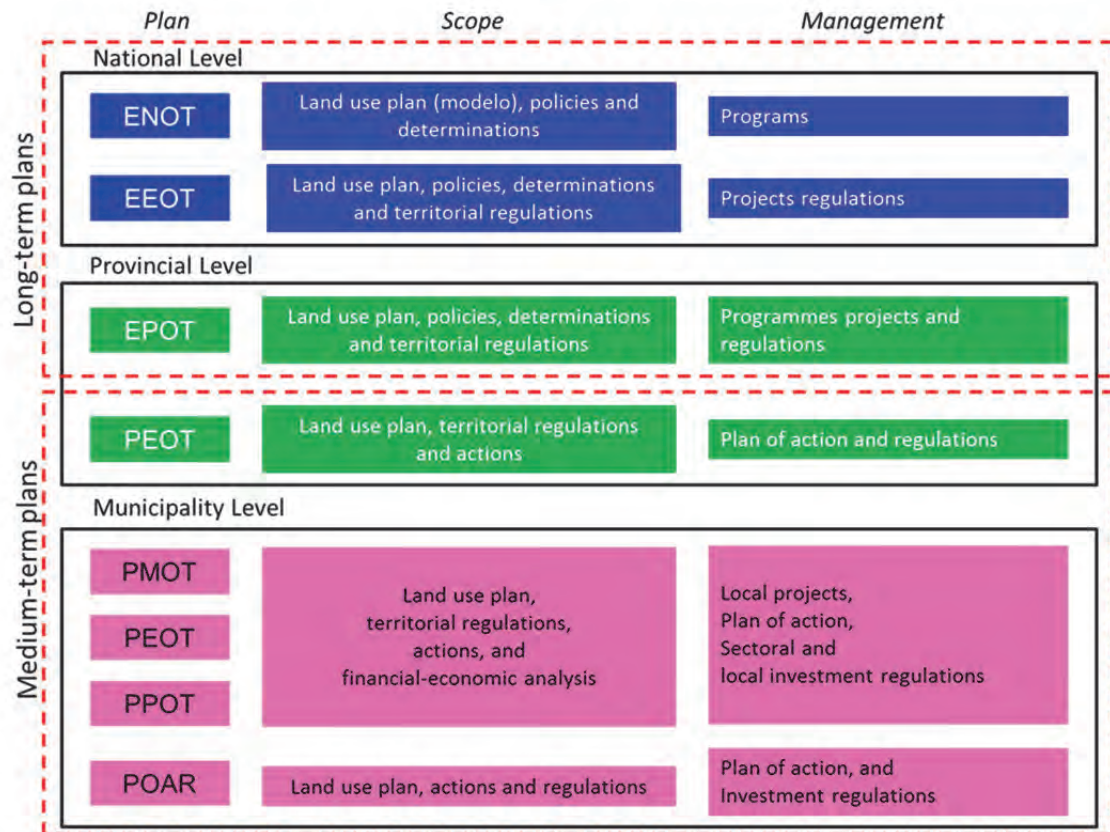 Plan Scope Management
Long-term plans
National Level
ENOT
Land use plan (modelo), policies and
determinations
Programs
EEOT
Land use plan, policies, determinations
and territorial regulations
Projects regulations
Provincial Level
EPOT
Land use plan, policies, determinations
and territorial regulations
Programmes projects and
regulations
Medium-term plans
PEOT
Land use plan, territorial regulations
and actions
Plan of action and regulations
Municipality Level
PMOT
PEOT
PPOT
Land use plan,
territorial regulations,
actions, and
financial-economic analysis
Local projects,
Plan of action,
Sectoral and
local investment regulations
POAR
Land use plan, actions and regulations
Plan of action, and
Investment regulations